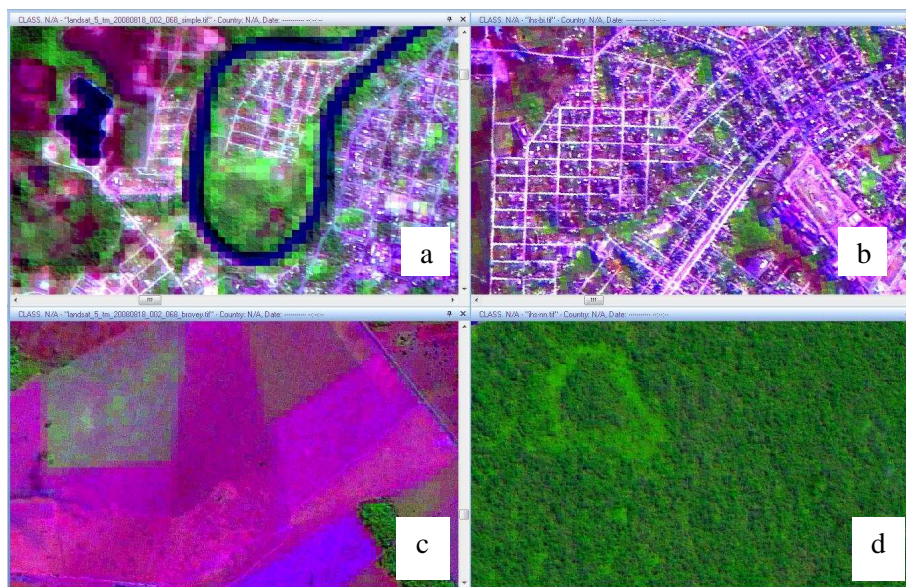 CLASS. N/A - "landsat_5_tm_20080818_002_068_simple.tif" - Country: N/A, Date: ---------- --:--:--
CLASS. N/A - "ihs-bi.tif" - Country: N/A, Date: ---------- --:--:--
a
b
CLASS. N/A - "landsat_5_tm_20080818_002_068_brovey.tif" - Country: N/A, Date: ---------- --:--:--
CLASS. N/A - "ihs-nn.tif" - Country: N/A, Date: ---------- --:--:--
c
d